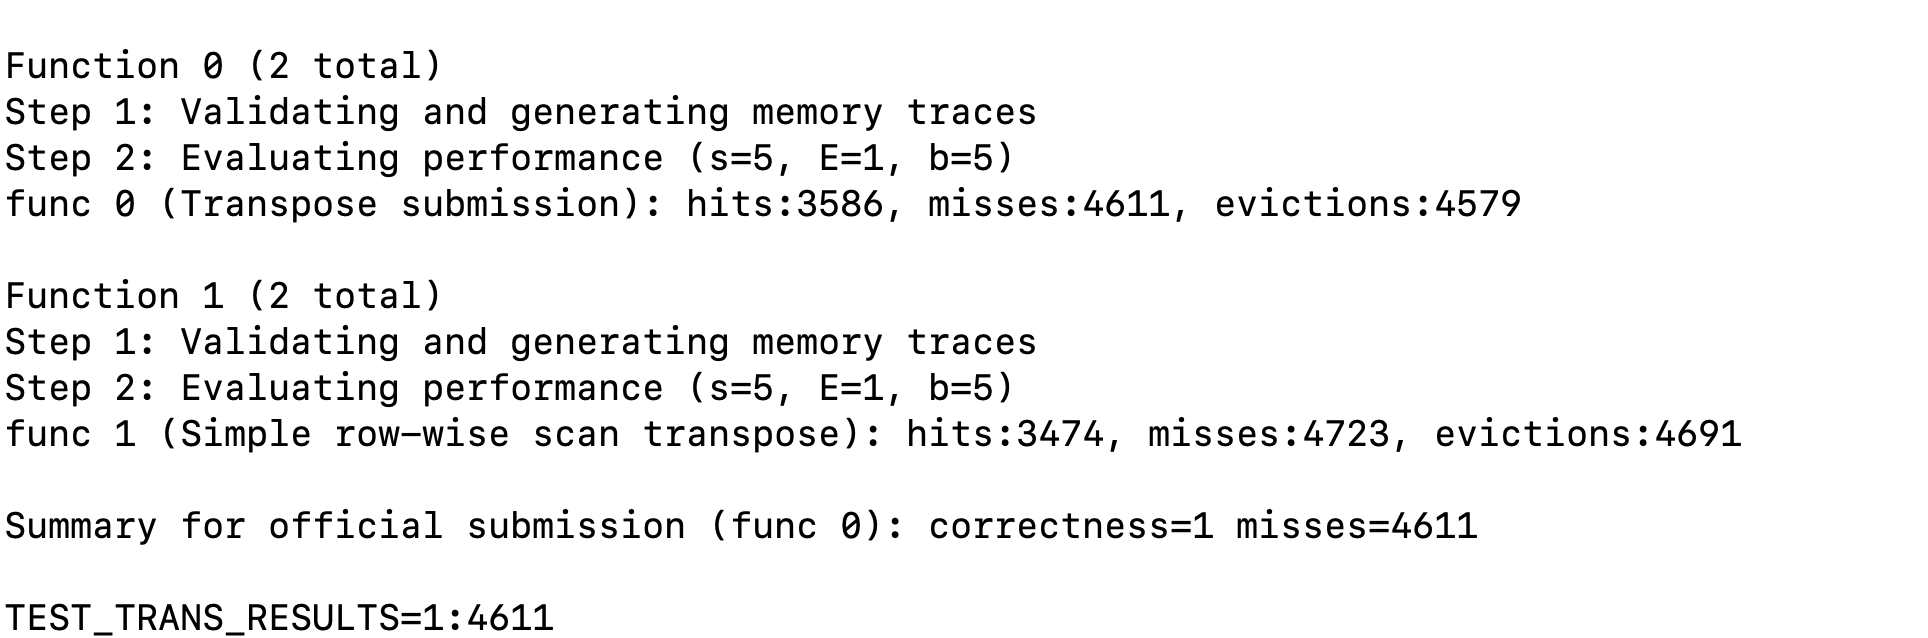 Function 0 (2 total)
Step 1: Validating and generating memory traces
Step 2: Evaluating performance (s=5, E=1, b=5)
func 0 (Transpose submission): hits:3586, misses:4611, evictions:4579
Function 1 (2 total)
Step 1: Validating and generating memory traces
Step 2: Evaluating performance (s=5, E=1, b=5)
func 1 (Simple row-wise scan transpose): hits:3474, misses:4723, evictions:4691
Summary for official submission (func 0): correctness=1 misses=4611
TEST_TRANS_RESULTS=1:4611